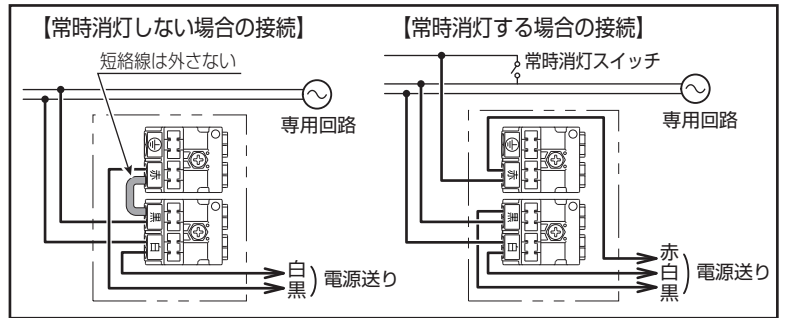 【常時消灯しない場合の接続】
短絡線は外さない
専用回路
赤
黒
白
白
黒
電源送り
【常時消灯する場合の接続】
常時消灯スイッチ
専用回路
赤
黒
白
赤
白
黒
電源送り